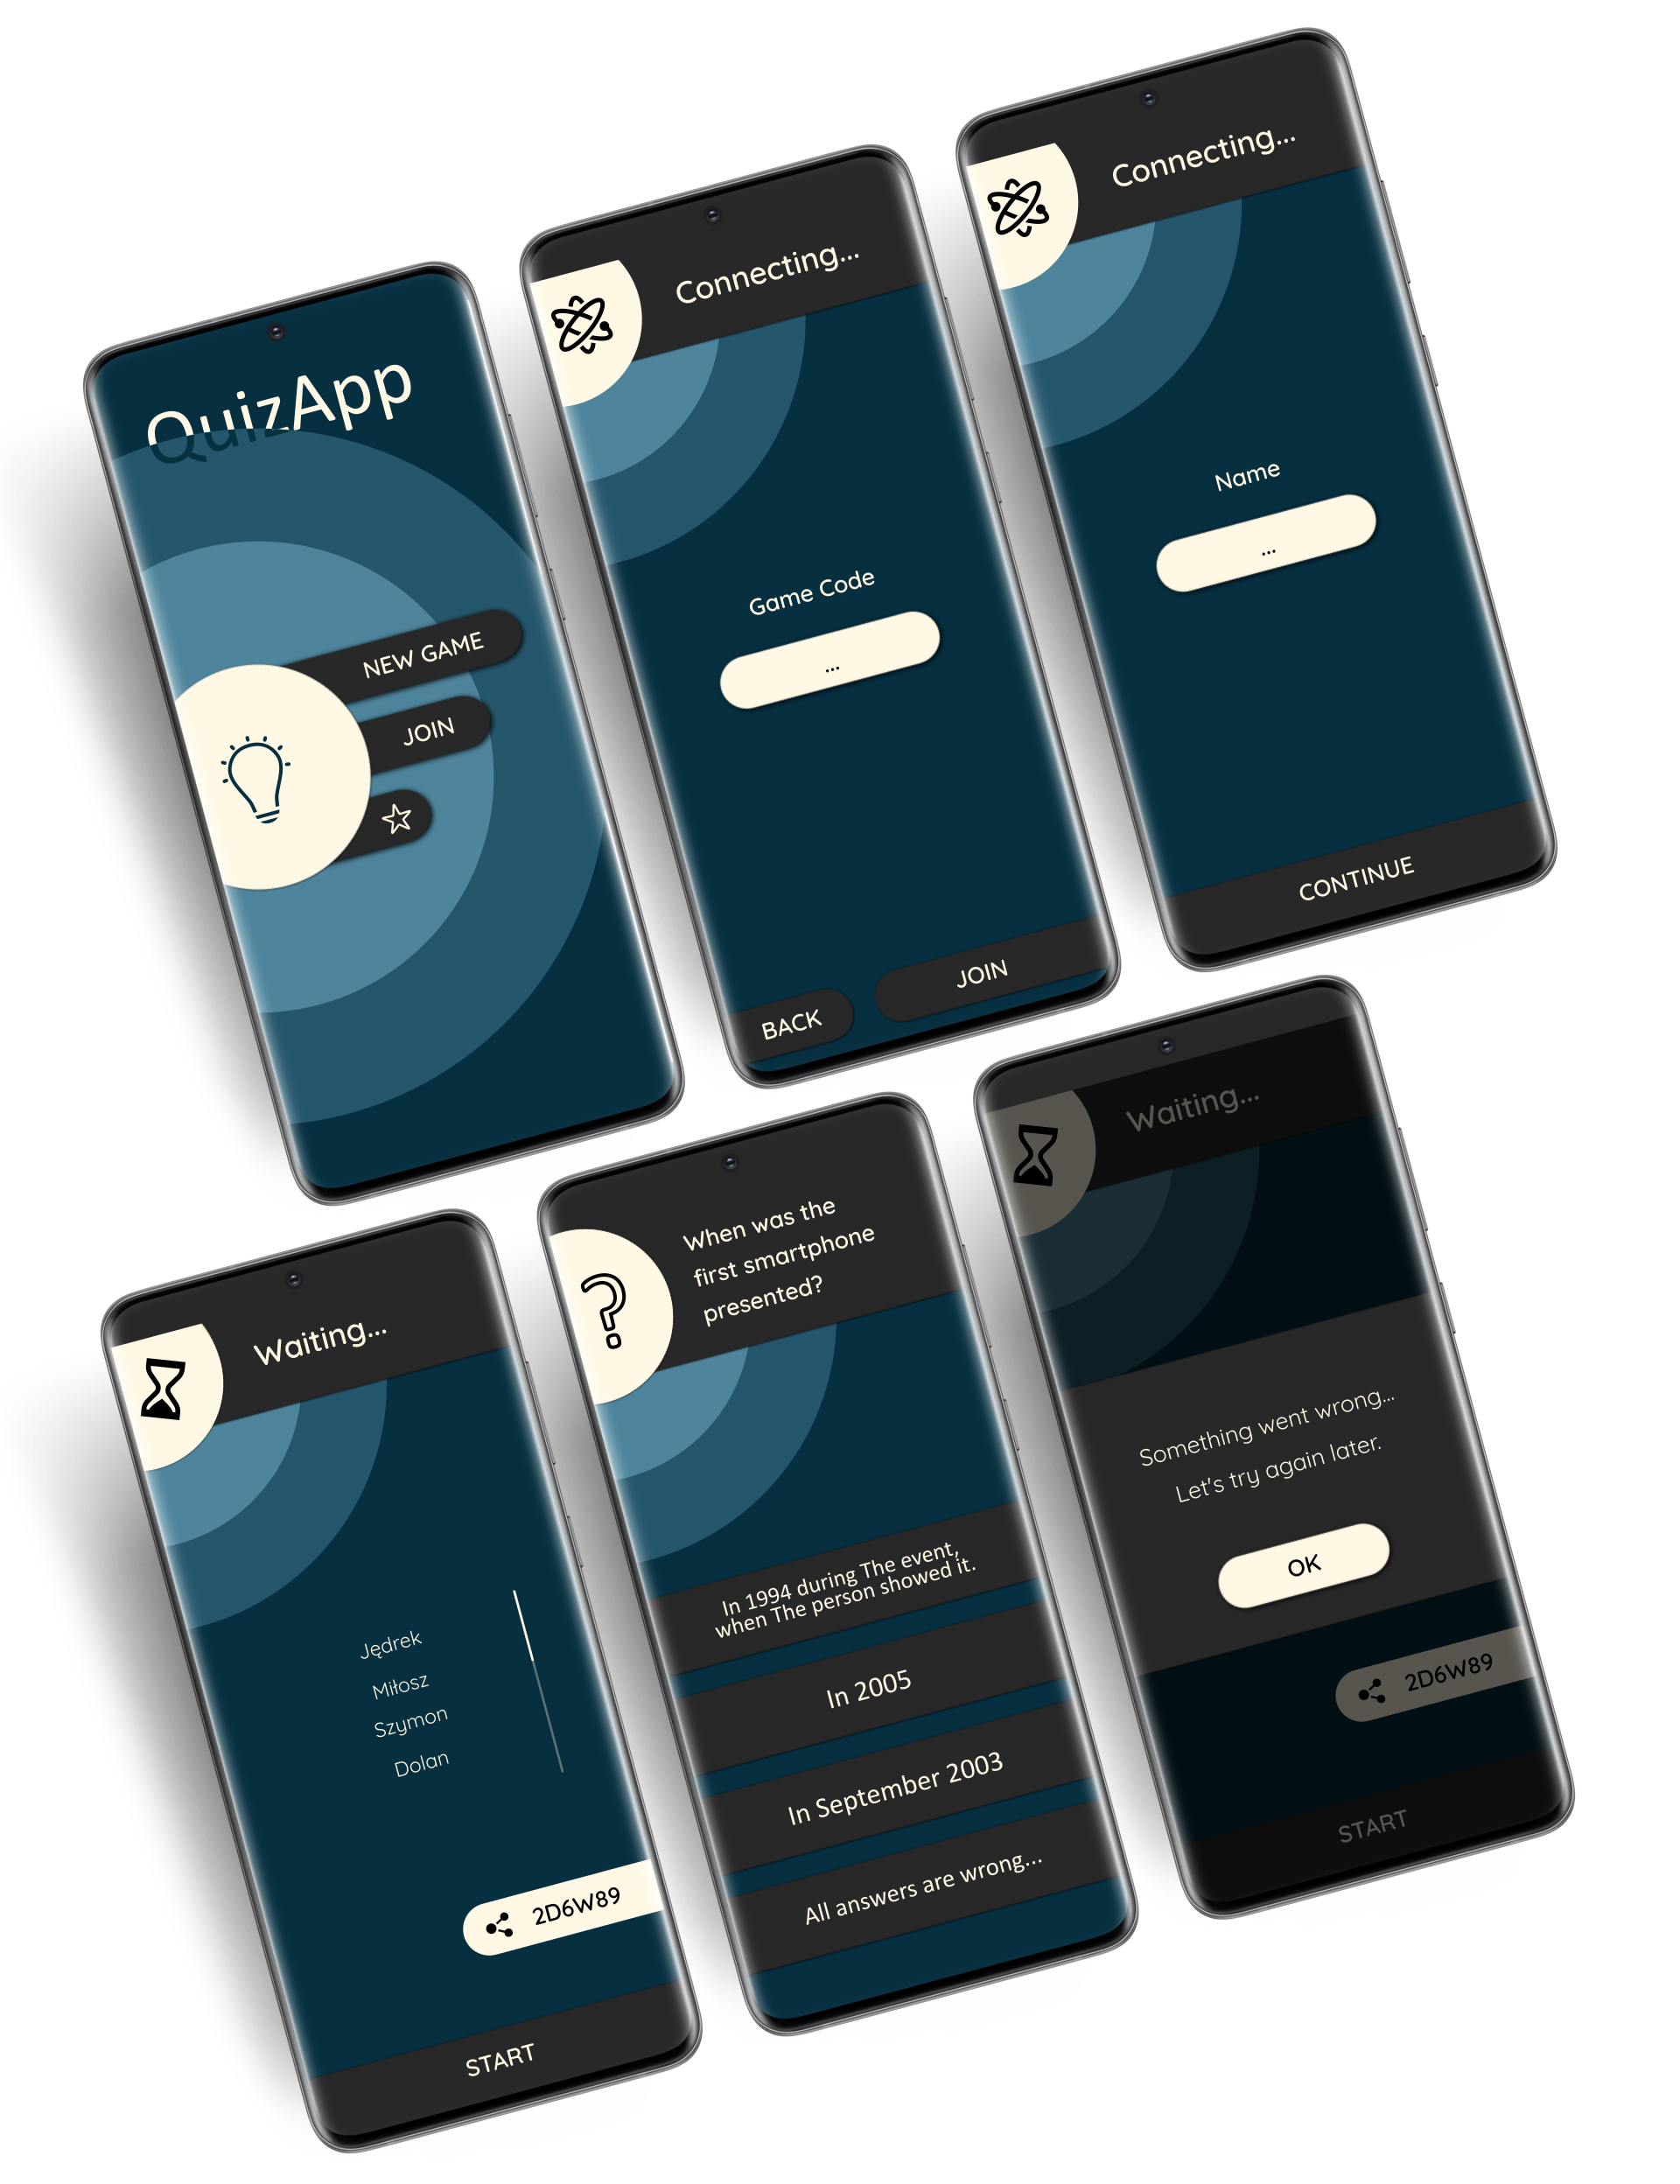 QuizApp
NEW GAME
JOIN
Connecting...
Game Code
...
BACK
JOIN
Connecting...
Name
...
CONTINUE
Waiting...
Jędrek
Miłosz
Szymon
Dolan
2D6W89
START
When was the
first smartphone
presented?
In 1994 during The event,
when The person showed it.
In 2005
In September 2003
All answers are wrong...
Waiting...
Something went wrong...
Let's try again later.
OK
2D6W89
START